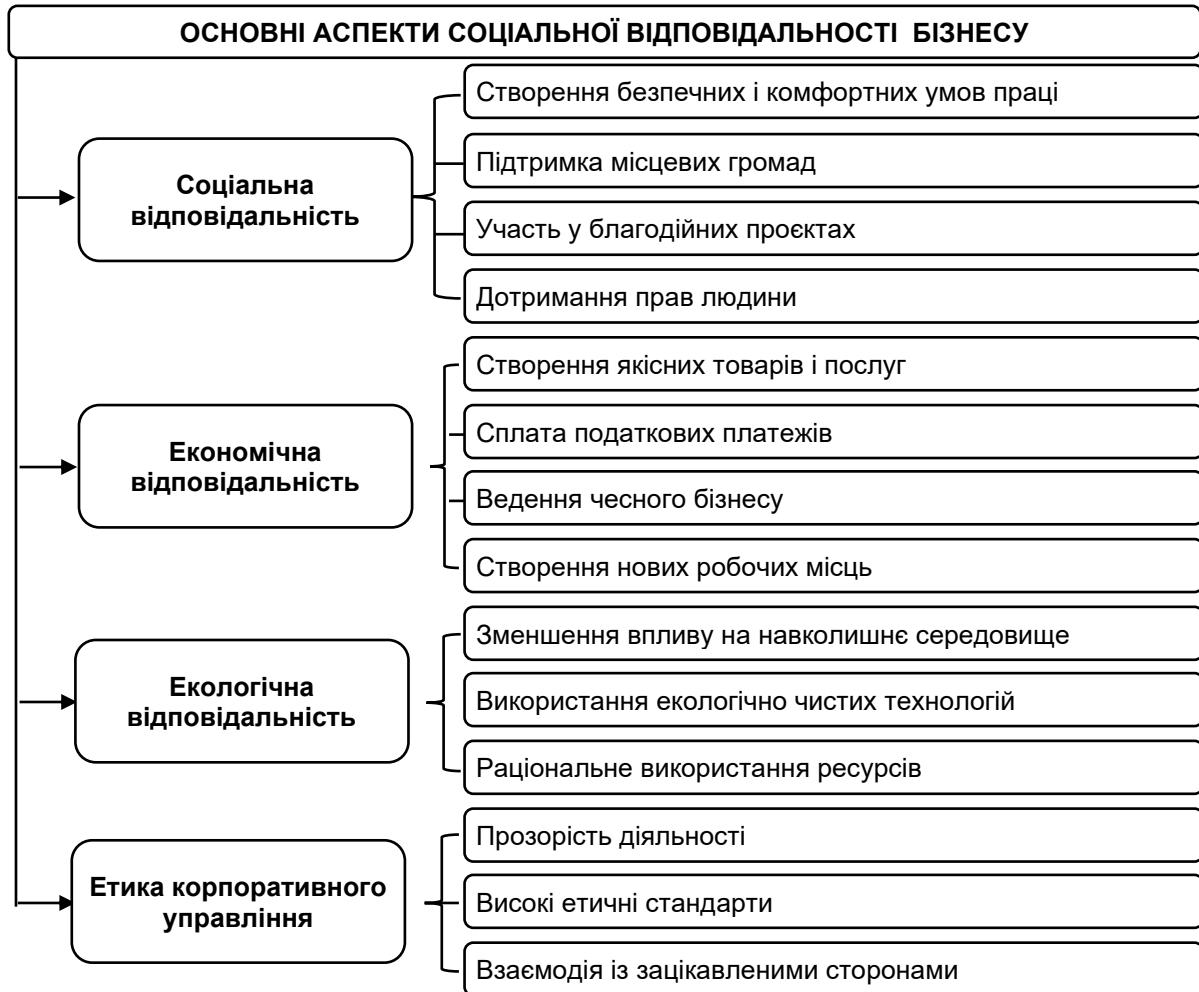 ОСНОВНІ АСПЕКТИ СОЦІАЛЬНОЇ ВІДПОВІДАЛЬНОСТІ БІЗНЕСУ
Соціальна
відповідальність
Створення безпечних і комфортних умов праці
Підтримка місцевих громад
Участь у благодійних проєктах
Дотримання прав людини
Економічна
відповідальність
Створення якісних товарів і послуг
Сплата податкових платежів
Ведення чесного бізнесу
Створення нових робочих місць
Екологічна
відповідальність
Зменшення впливу на навколишнє середовище
Використання екологічно чистих технологій
Раціональне використання ресурсів
Етика корпоративного
управління
Прозорість діяльності
Високі етичні стандарти
Взаємодія із зацікавленими сторонами